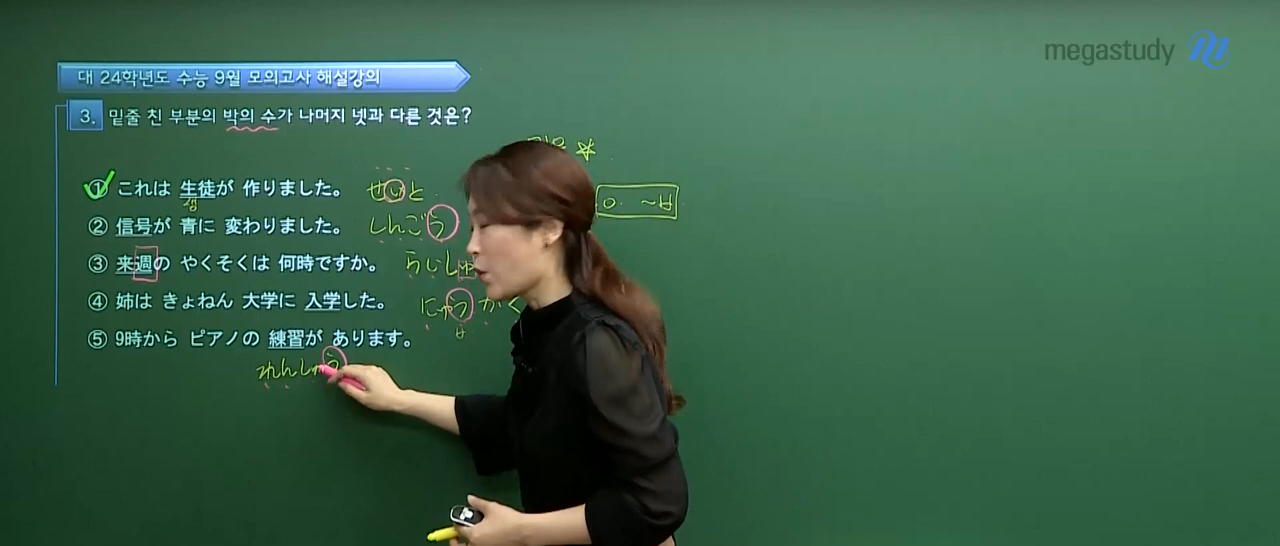 megastudy
대 24학년도 수능 9월 모의고사 해설강의
3. 밑줄 친 부분의 박의 수가 나머지 넷과 다른 것은?
① これは 生徒が 作りました。 せいと
생
② 信号が 青に 変わりました。 しんごう
③ 来週の やくそくは 何時ですか。 らいしゅ
④ 姉は きょねん 大学に 入学した。 にゅうがく
⑤ 9時から ピアノの 練習が あります。
れんしゅう